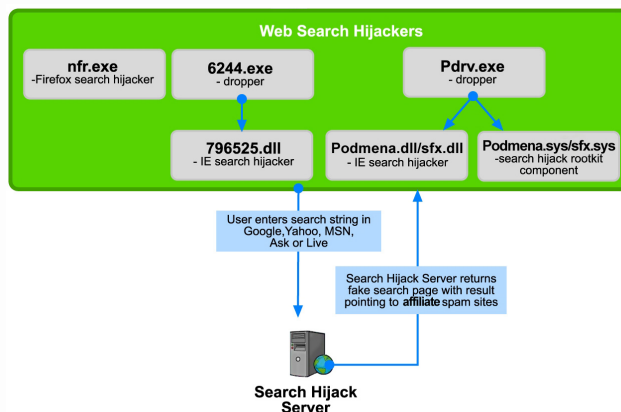 Web Search Hijackers
nfr.exe
-Firefox search hijacker
6244.exe
- dropper
Pdrv.exe
- dropper
796525.dll
- IE search hijacker
Podmena.dll/sfx.dll
- IE search hijacker
Podmena.sys/sfx.sys
-search hijack rootkit
component
User enters search string in
Google,Yahoo, MSN,
Ask or Live
Search Hijack Server returns
fake search page with result
pointing to affiliate spam sites
Search Hijack
Server